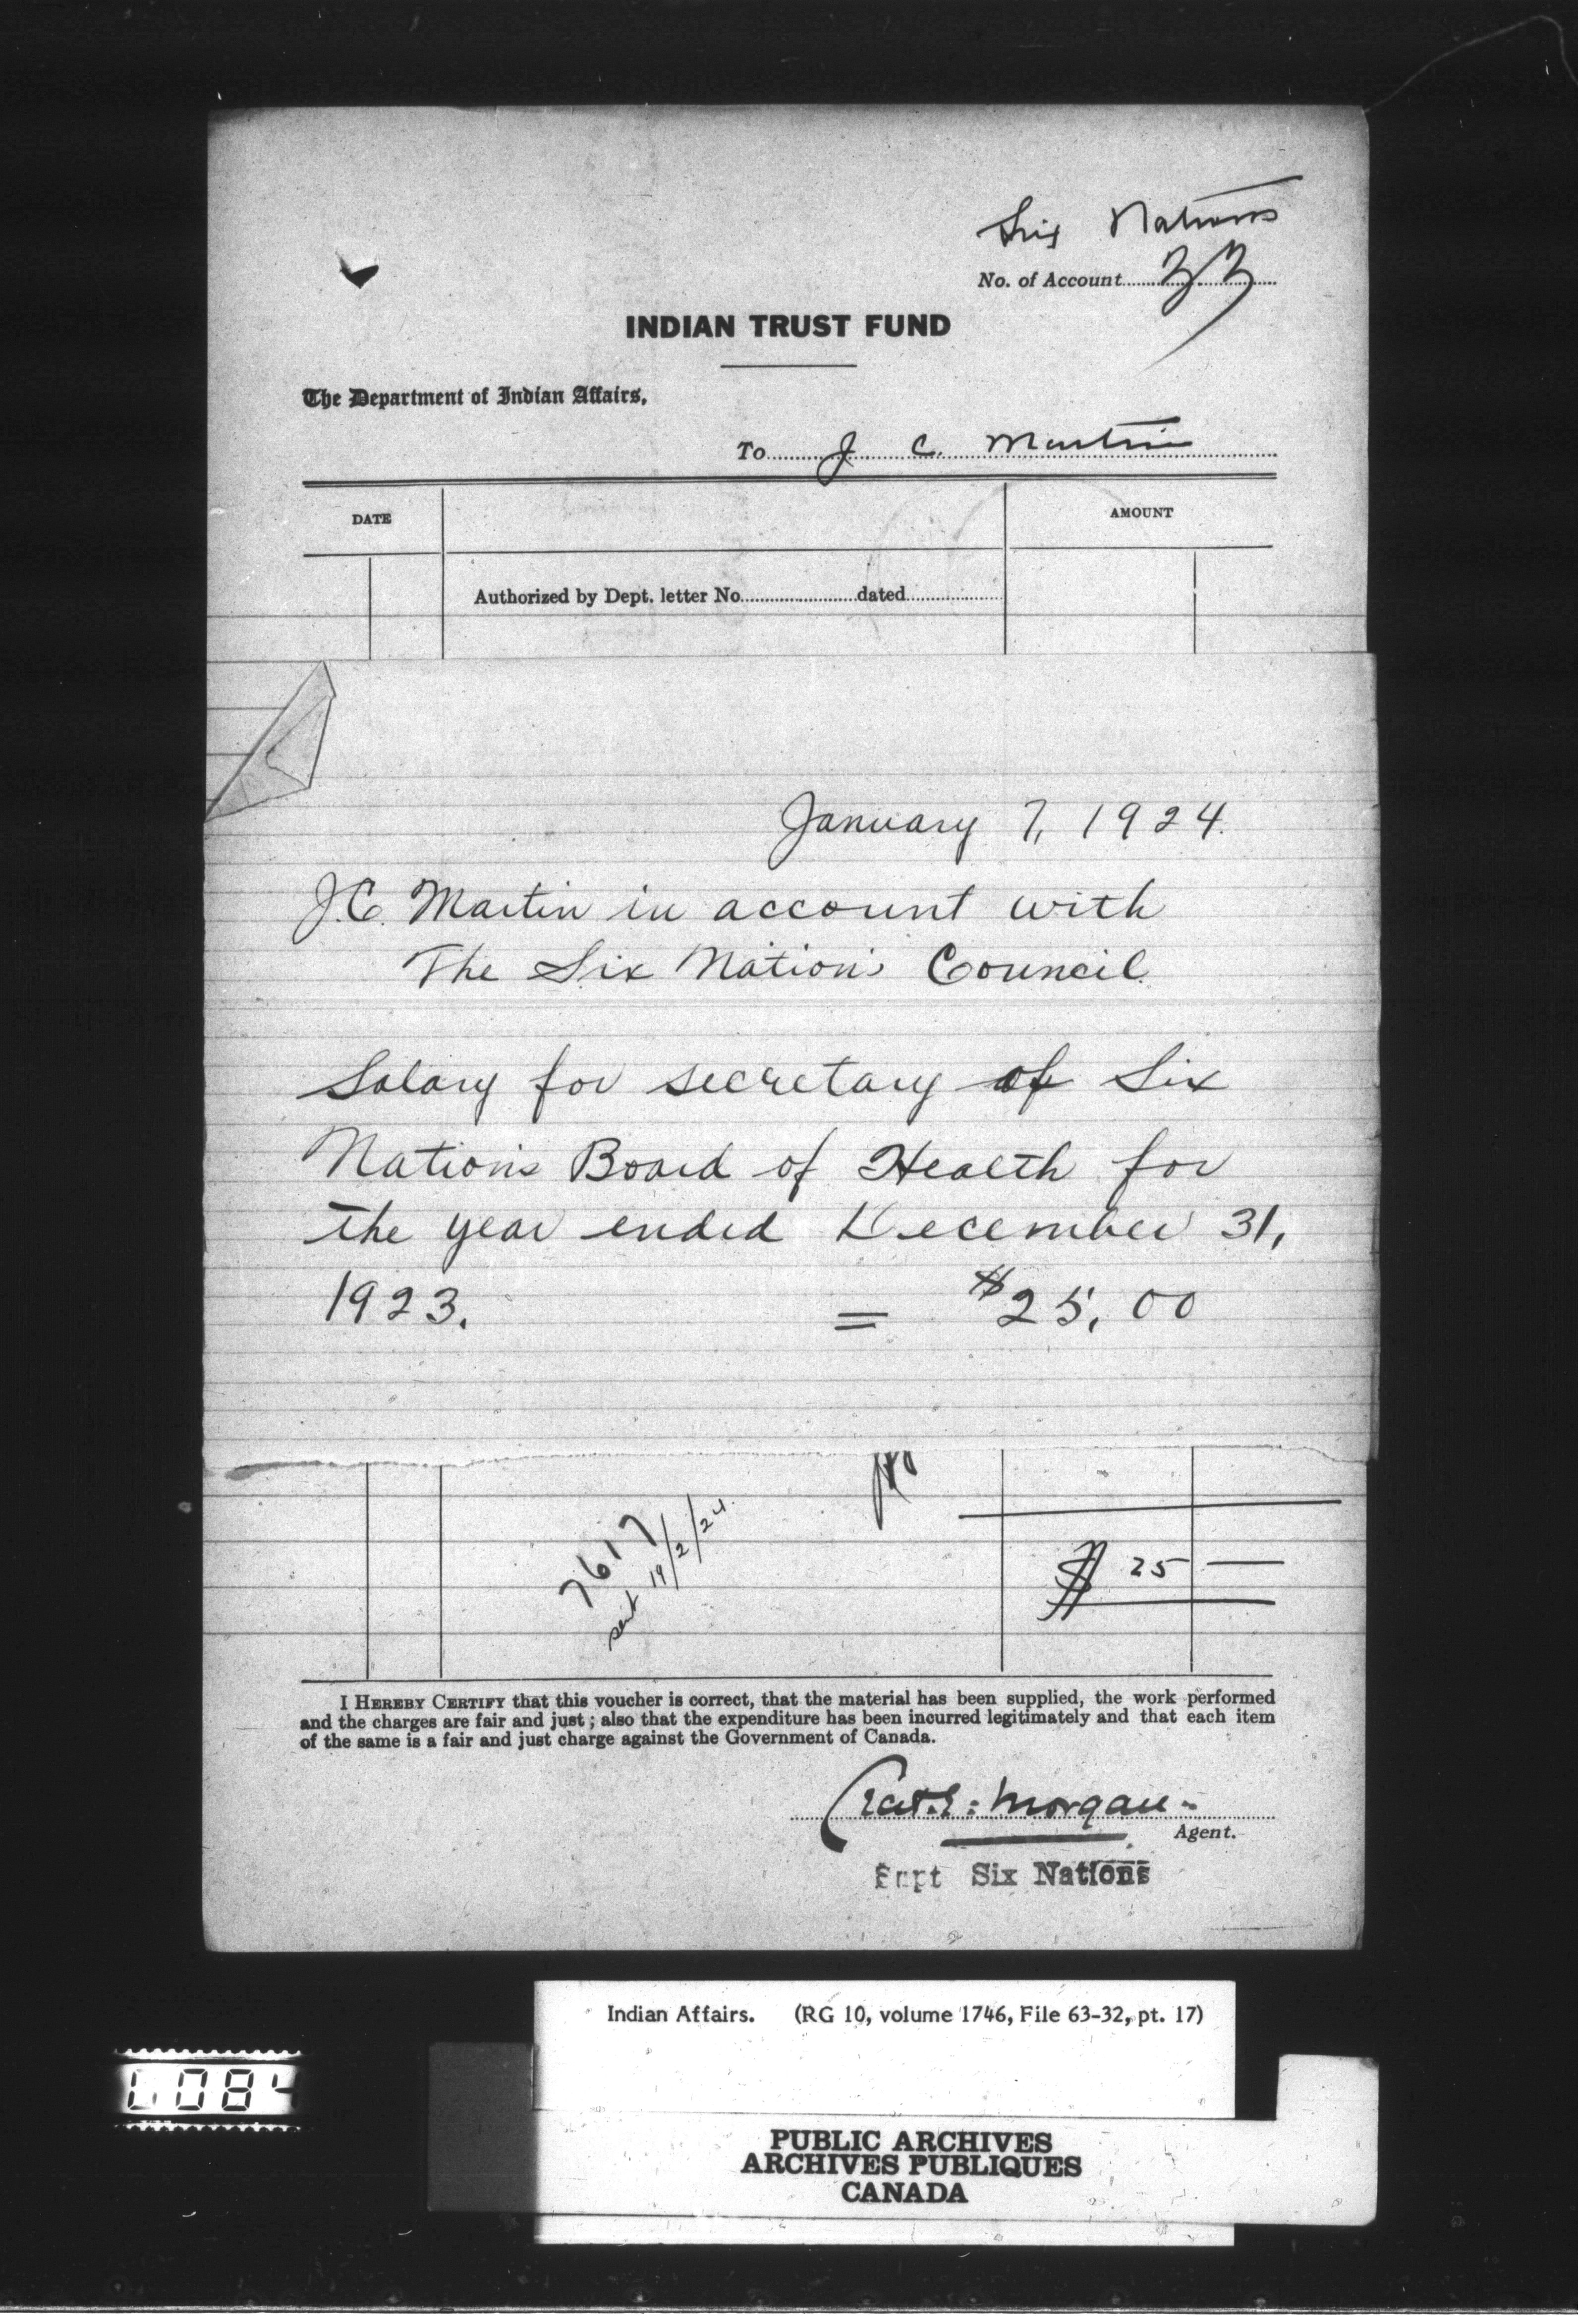 Six Nations
No. of Account 33
INDIAN TRUST FUND
The Department of Indian Affairs,
To J C. Martin
DATE
AMOUNT
Authorized by Dept. letter No. dated
January 7, 1924.
J.C. Martin in account with
The Six Nation's Council.
Salary for secretary of Six
Nation's Board of Health for
the year ended December 31,
1923. = $25.00
7617
sent 19/2/24.
$ 25 —
I HEREBY CERTIFY that this voucher is correct, that the material has been supplied, the work performed
and the charges are fair and just; also that the expenditure has been incurred legitimately and that each item
of the same is a fair and just charge against the Government of Canada.
Morgan
Agent.
Supt Six Nations
Indian Affairs. (RG 10, volume 1746, File 63-32, pt. 17)
084
PUBLIC ARCHIVES
ARCHIVES PUBLIQUES
CANADA